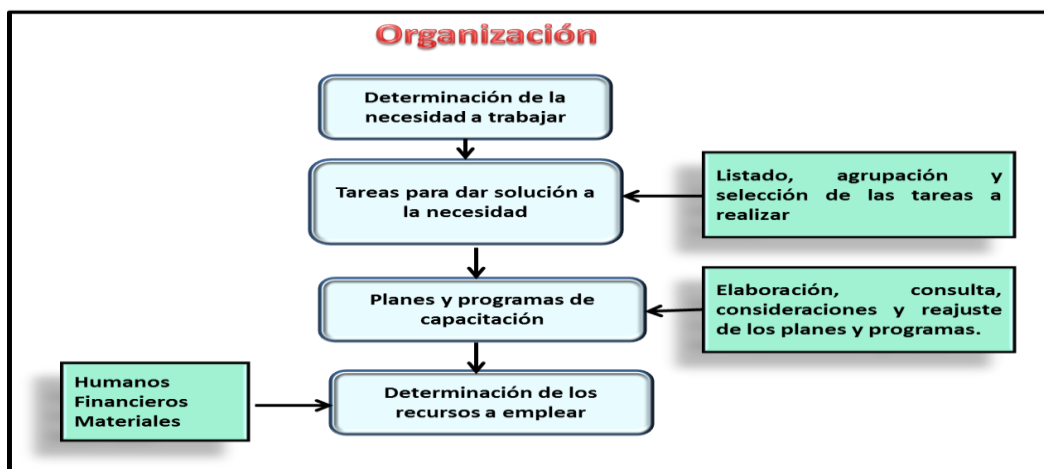 Organización
Determinación de la
necesidad a trabajar
Tareas para dar solución a
la necesidad
Listado, agrupación y
selección de las tareas a
realizar
Planes y programas de
capacitación
Elaboración, consulta,
consideraciones y reajuste
de los planes y programas.
Humanos
Financieros
Materiales
Determinación de los
recursos a emplear